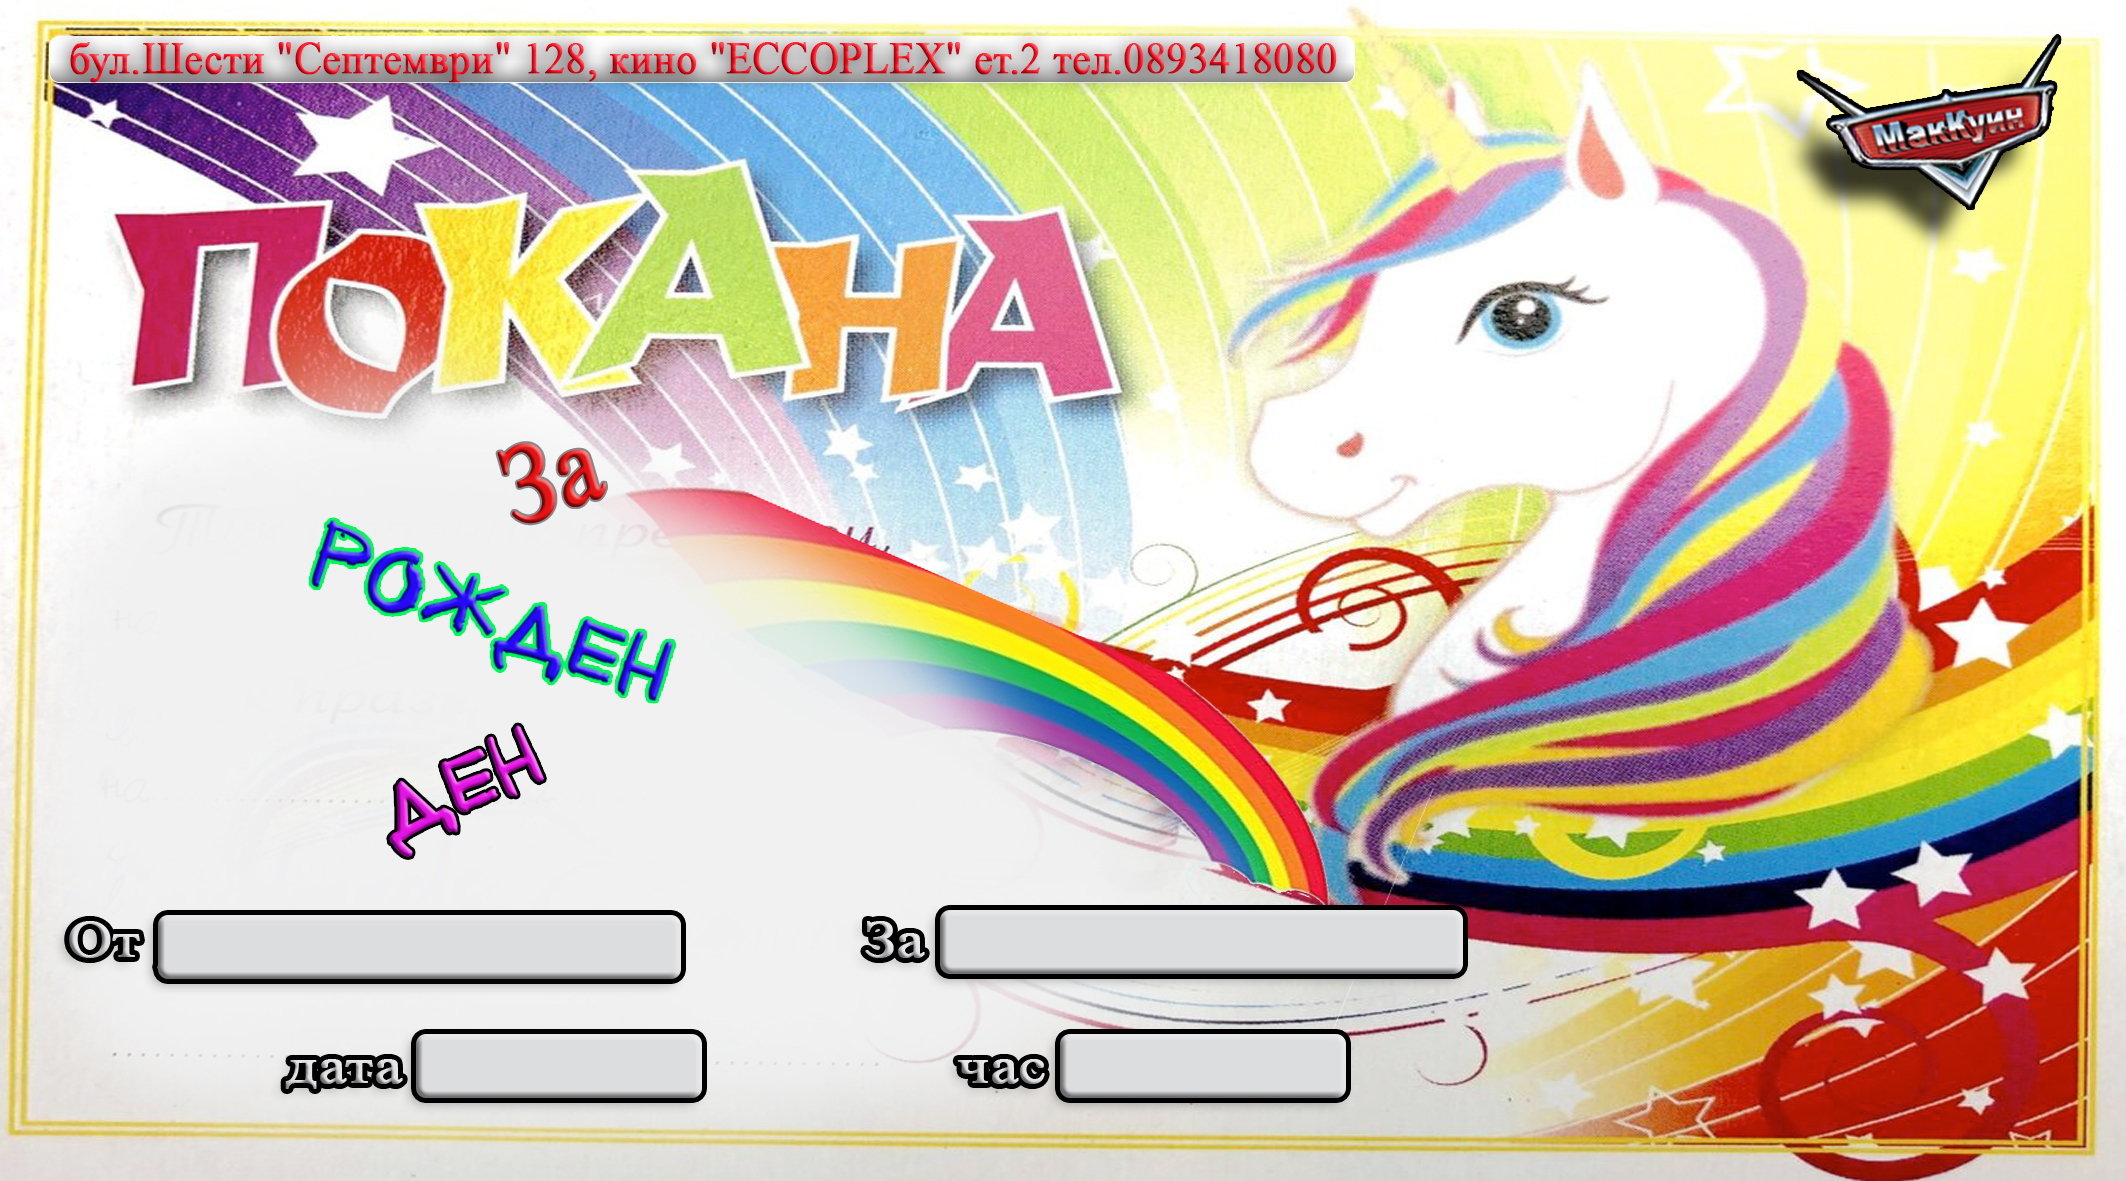 бул.Шести "Септември" 128, кино "ECCOPLEX" ет.2 тел.0893418080
МакКуин
ПОКАНА
За
РОЖДЕН
ДЕН
От
За
дата
час